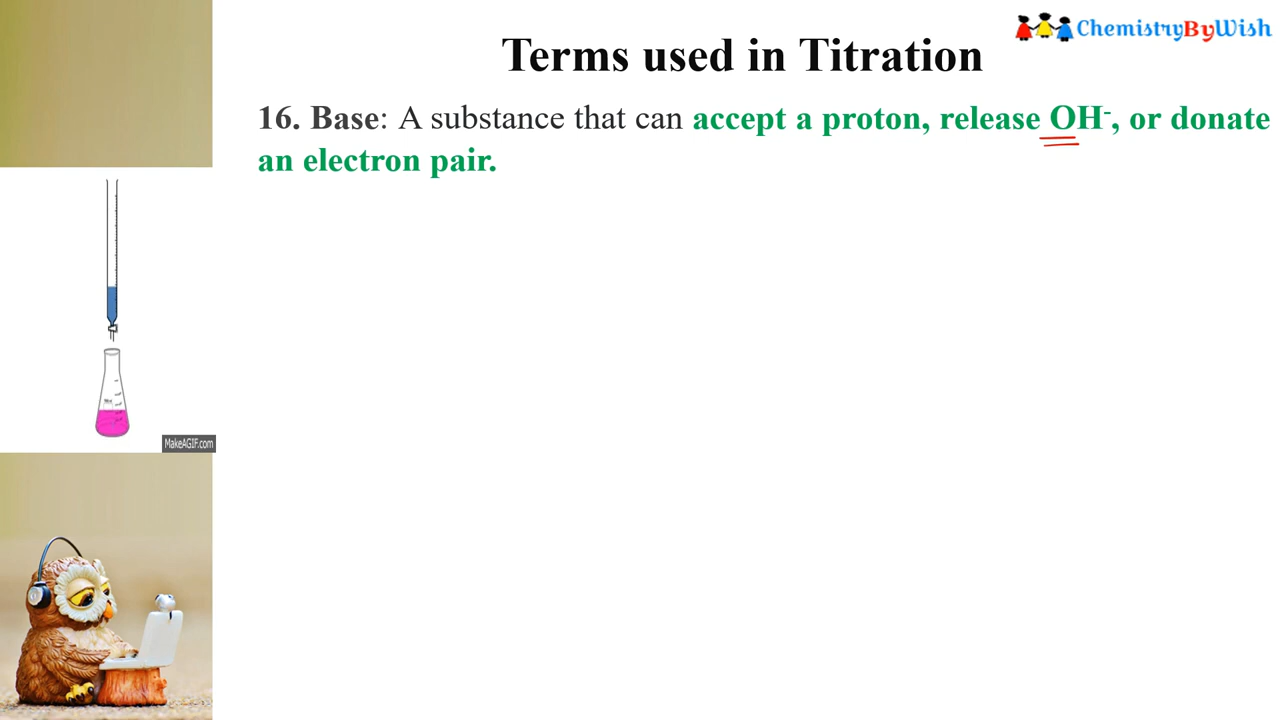 Terms used in Titration
ChemistryByWish
16. Base: A substance that can accept a proton, release OH⁻, or donate
an electron pair.
MakeAGIF.com